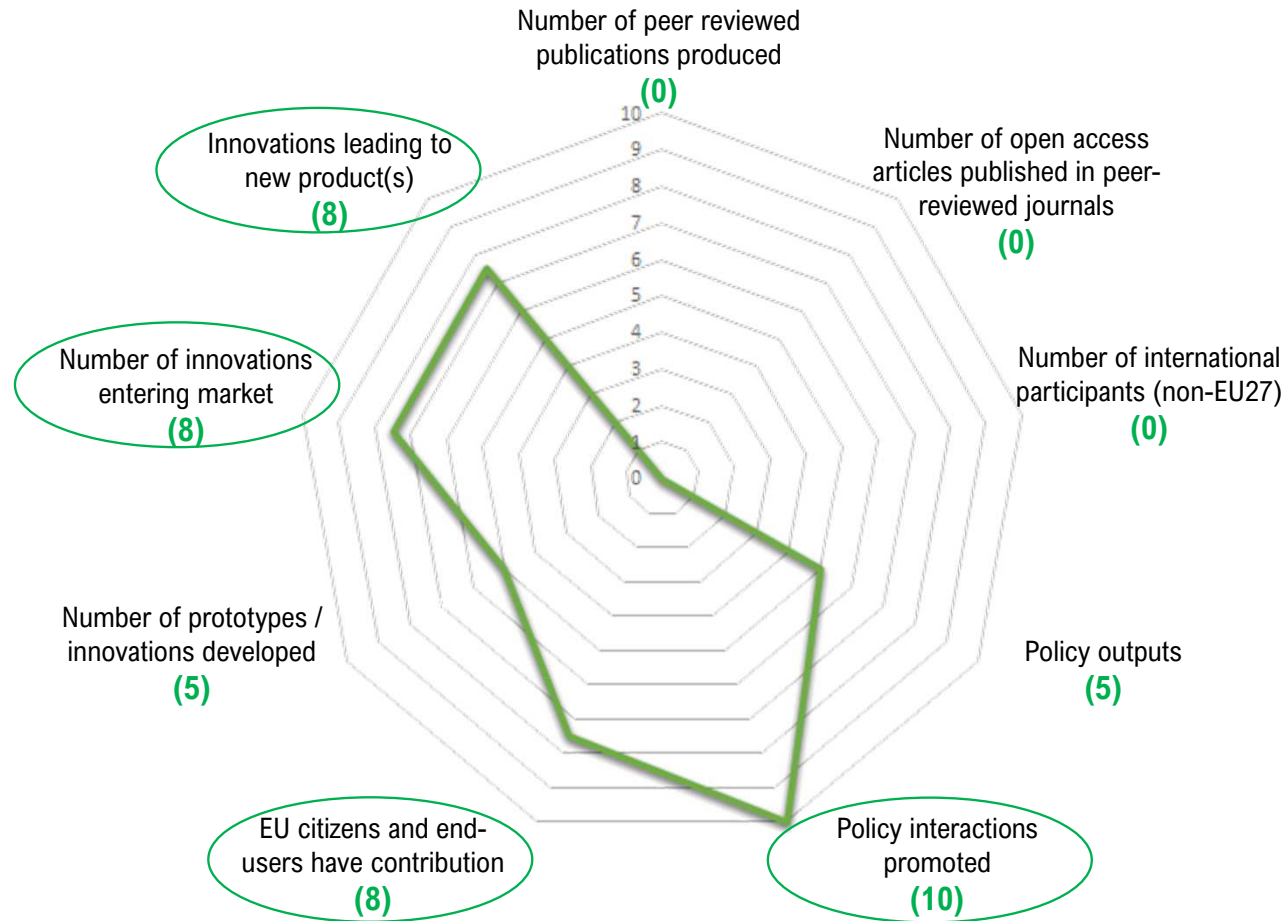 Number of peer reviewed
publications produced
(0)
Number of open access
articles published in peer-
reviewed journals
(0)
Number of international
participants (non-EU27)
(0)
Policy outputs
(5)
Policy interactions
promoted
(10)
EU citizens and end-
users have contribution
(8)
Number of prototypes /
innovations developed
(5)
Number of innovations
entering market
(8)
Innovations leading to
new product(s)
(8)
10
9
8
7
6
5
4
3
2
1
0